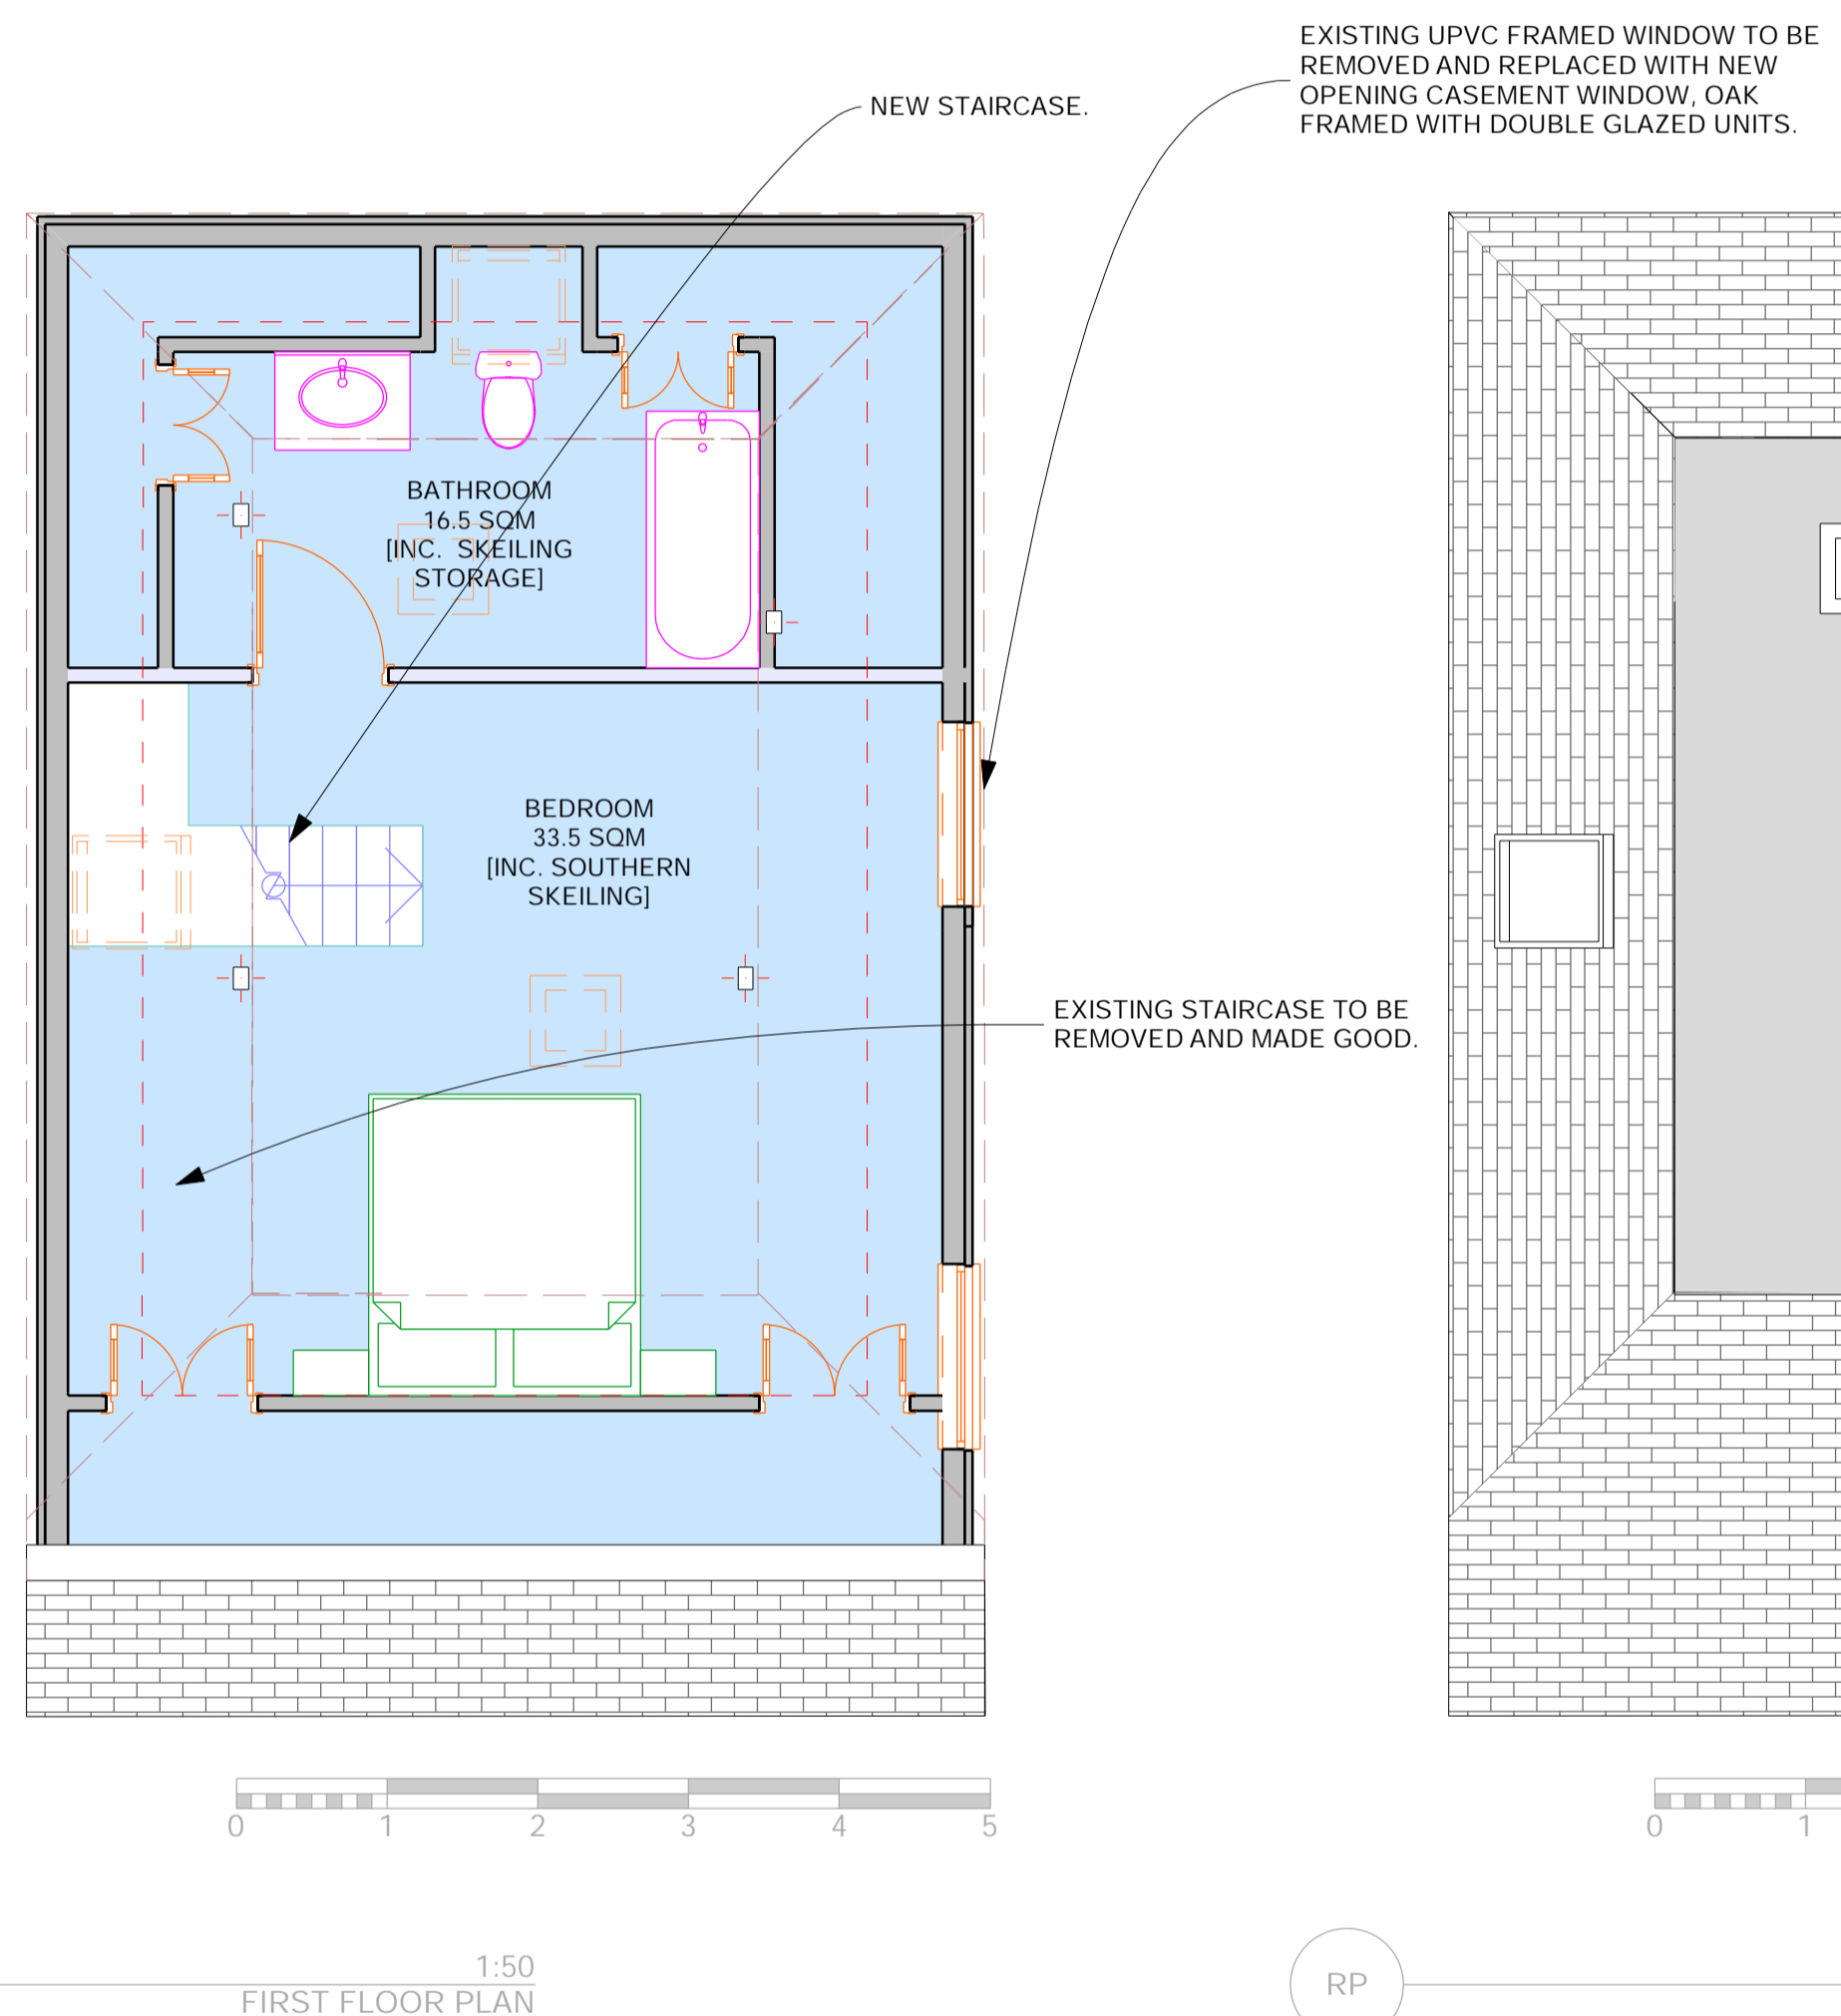 EXISTING UPVC FRAMED WINDOW TO BE
REMOVED AND REPLACED WITH NEW
OPENING CASEMENT WINDOW, OAK
FRAMED WITH DOUBLE GLAZED UNITS.
NEW STAIRCASE.
BATHROOM
16.5 SQM
[INC. SKEILING
STORAGE]
BEDROOM
33.5 SQM
[INC. SOUTHERN
SKEILING]
EXISTING STAIRCASE TO BE
REMOVED AND MADE GOOD.
0 1 2 3 4 5
0 1
1:50
FIRST FLOOR PLAN
RP